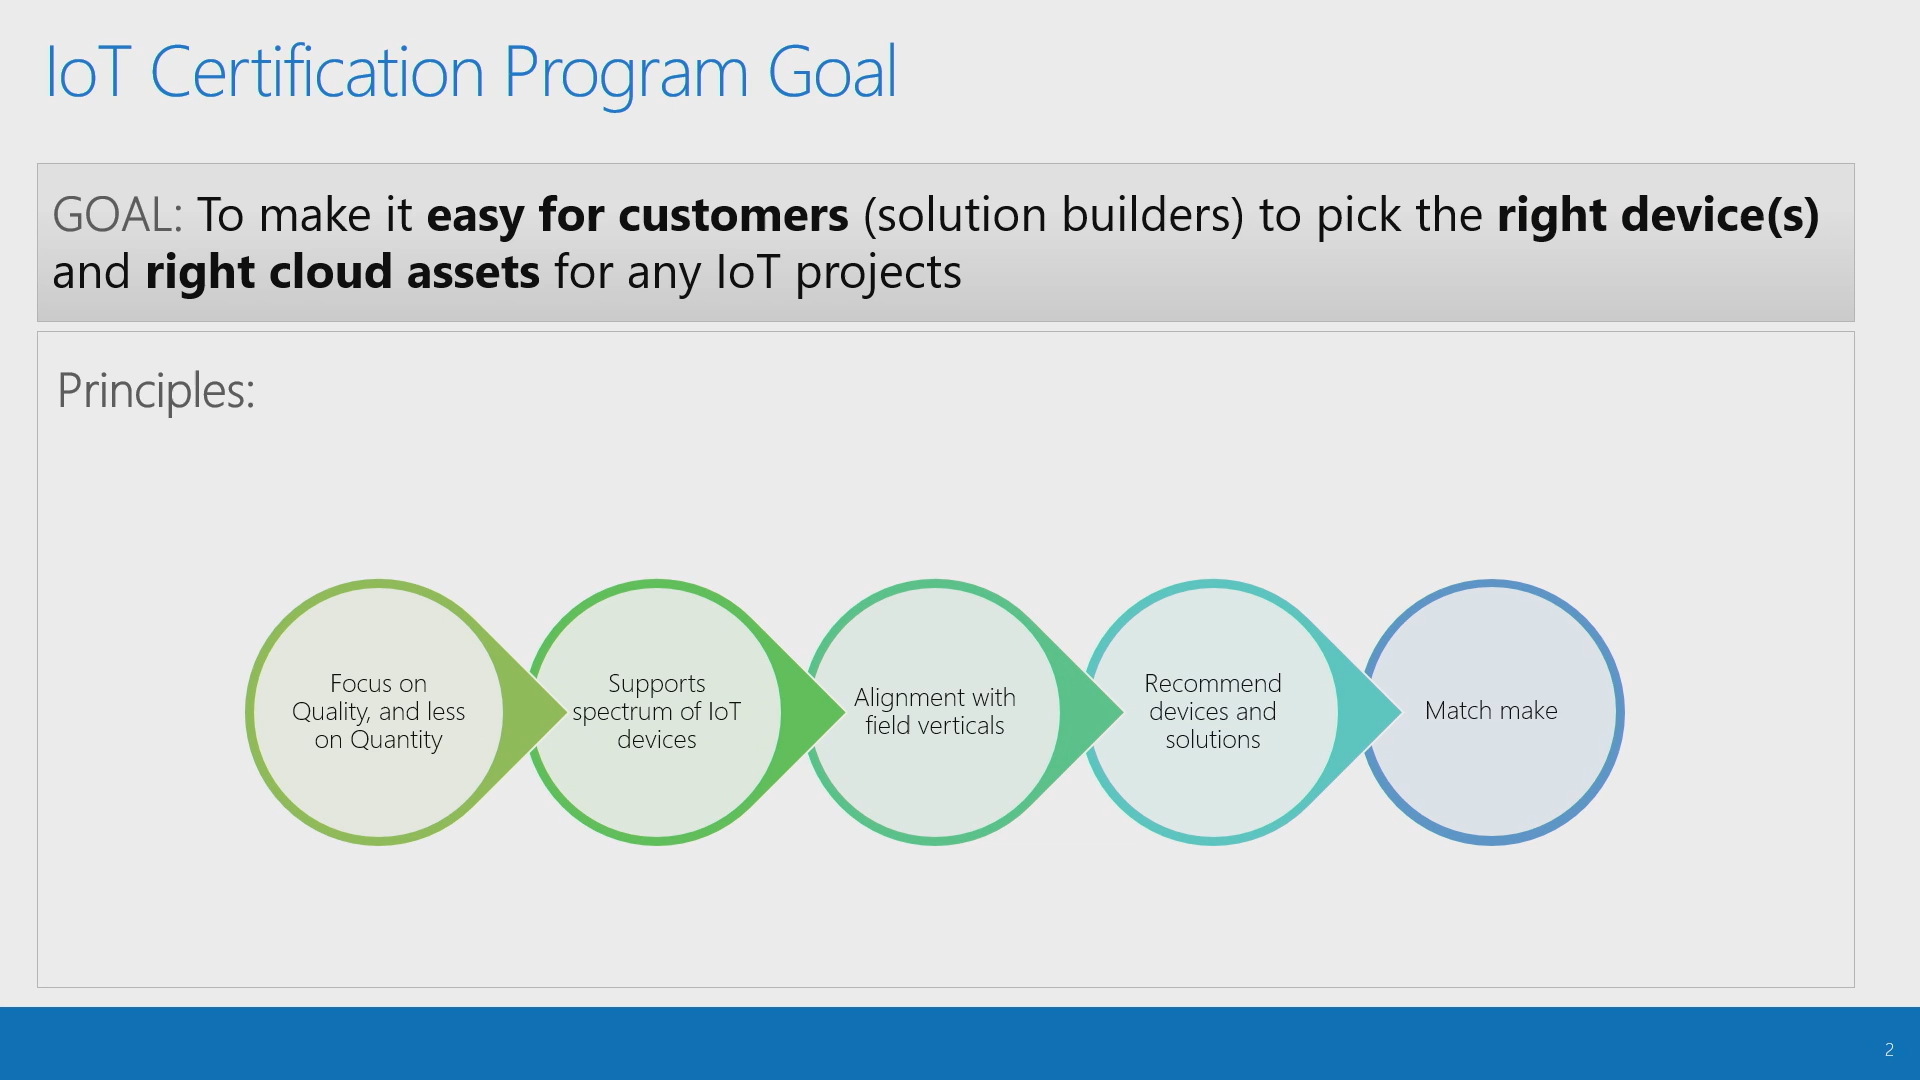 IoT Certification Program Goal
GOAL: To make it easy for customers (solution builders) to pick the right device(s)
and right cloud assets for any IoT projects
Principles:
Focus on
Quality, and less
on Quantity
Supports
spectrum of IoT
devices
Alignment with
field verticals
Recommend
devices and
solutions
Match make
2